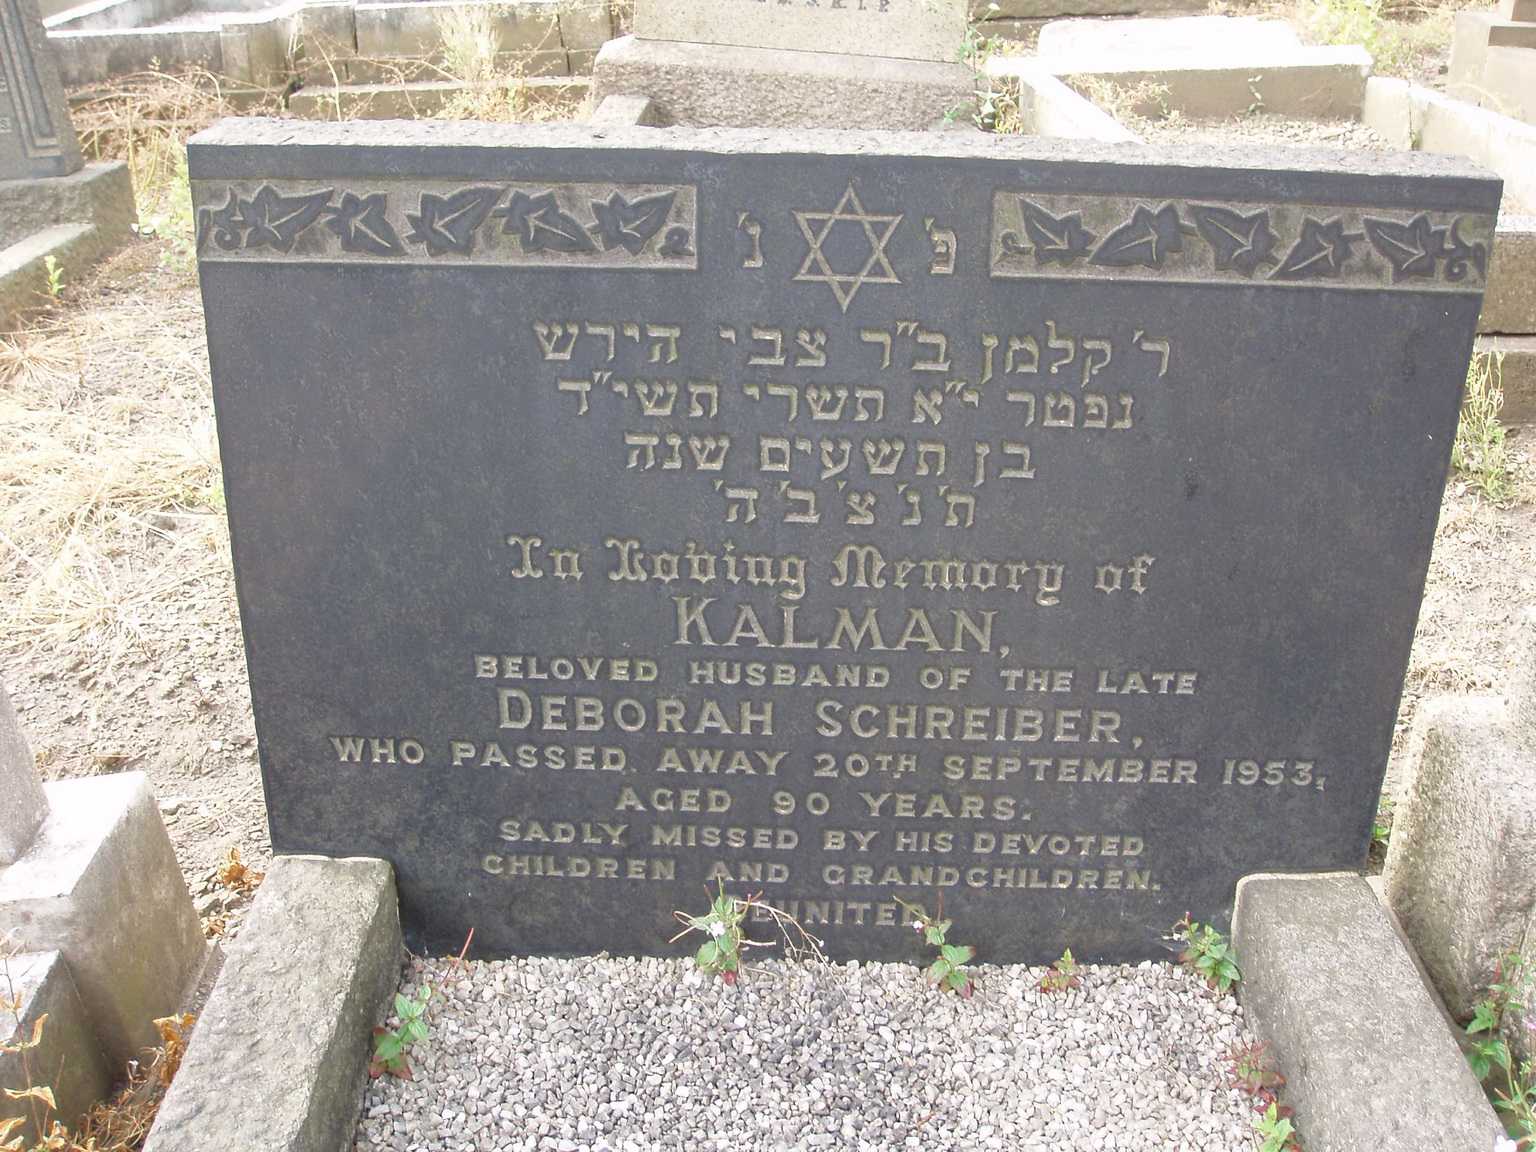 פ נ
ר' קלמן ב"ר צבי הירש
נפטר י"א תשרי תשי"ד
בן תשעים שנה
ת' נ' צ' ב' ה'
In Loving Memory of
KALMAN,
BELOVED HUSBAND OF THE LATE
DEBORAH SCHREIBER,
WHO PASSED AWAY 20TH SEPTEMBER 1953,
AGED 90 YEARS.
SADLY MISSED BY HIS DEVOTED
CHILDREN AND GRANDCHILDREN.
REUNITED.